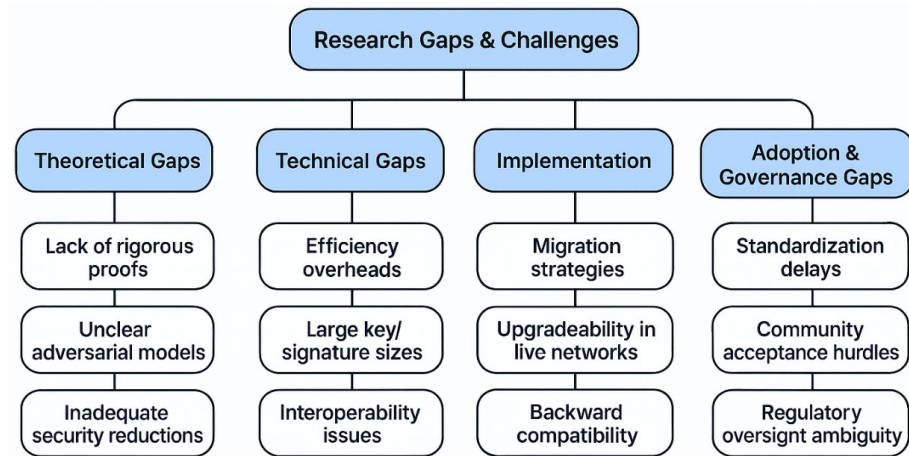 Research Gaps & Challenges
Theoretical Gaps
Technical Gaps
Implementation
Adoption &
Governance Gaps
Lack of rigorous
proofs
Unclear
adversarial models
Inadequate
security reductions
Efficiency
overheads
Large key/
signature sizes
Interoperability
issues
Migration
strategies
Upgradeability in
live networks
Backward
compatibility
Standardization
delays
Community
acceptance hurdles
Regulatory
oversignt ambiguity